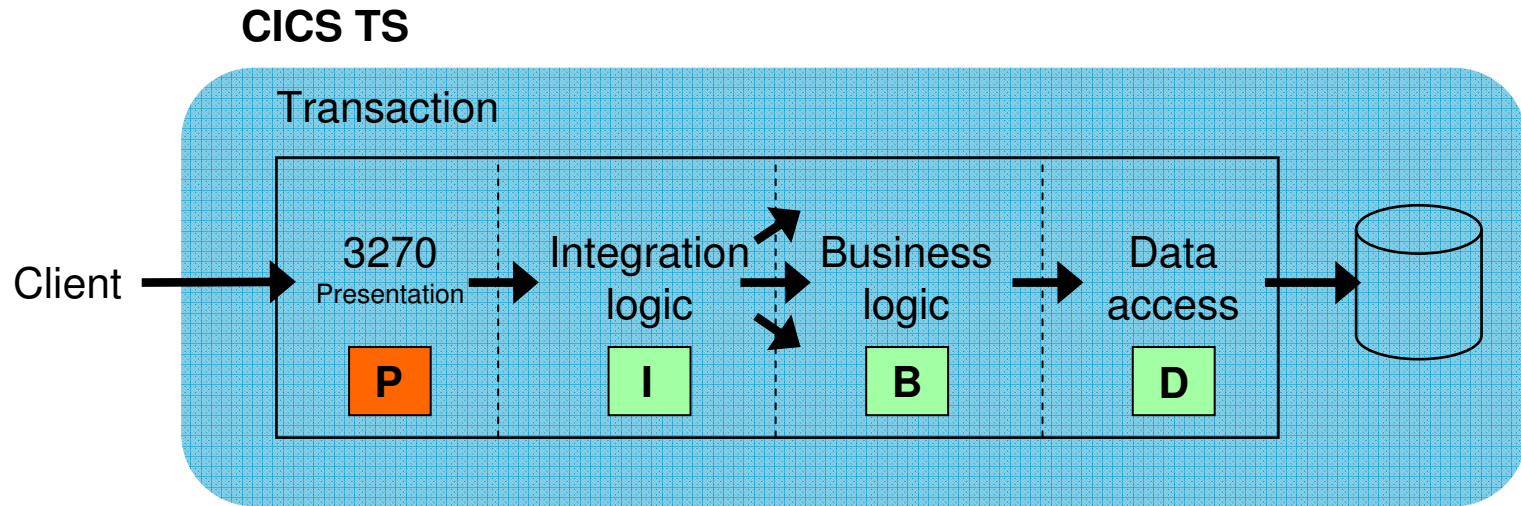 CICS TS
Transaction
Client
3270
Presentation
P
Integration
logic
I
Business
logic
B
Data
access
D